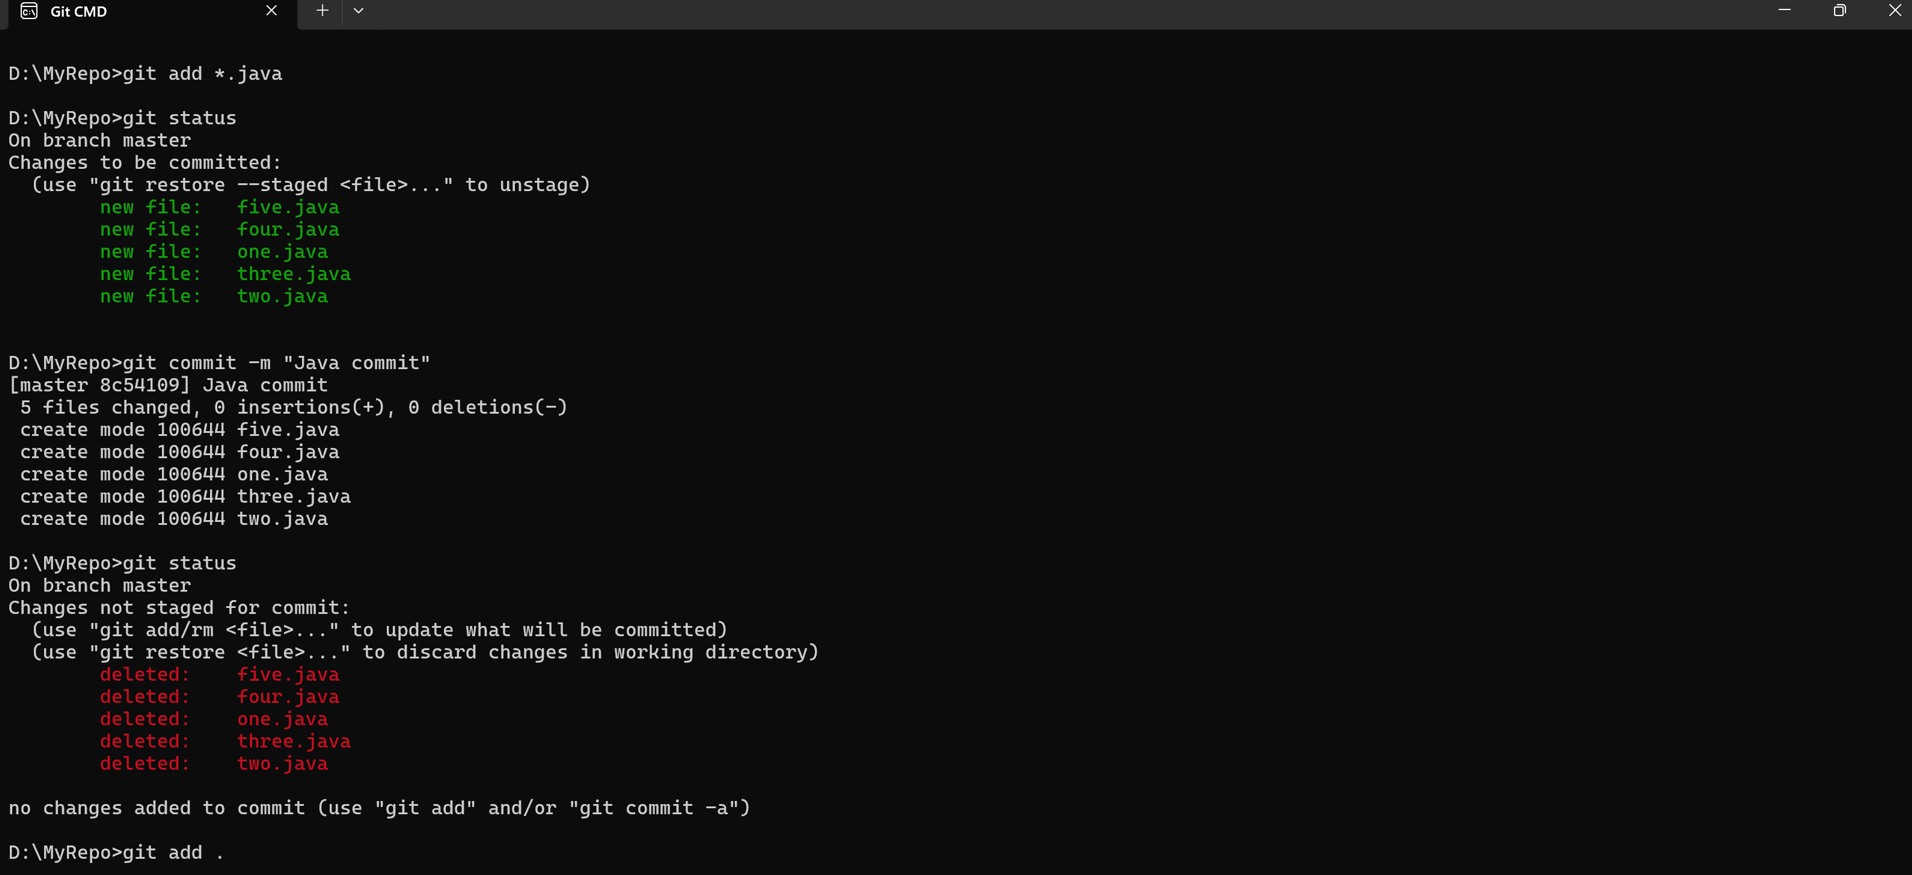 Git CMD
D:\MyRepo>git add *.java
D:\MyRepo>git status
On branch master
Changes to be committed:
  (use "git restore --staged <file>..." to unstage)
        new file:   five.java
        new file:   four.java
        new file:   one.java
        new file:   three.java
        new file:   two.java
D:\MyRepo>git commit -m "Java commit"
[master 8c54109] Java commit
 5 files changed, 0 insertions(+), 0 deletions(-)
 create mode 100644 five.java
 create mode 100644 four.java
 create mode 100644 one.java
 create mode 100644 three.java
 create mode 100644 two.java
D:\MyRepo>git status
On branch master
Changes not staged for commit:
  (use "git add/rm <file>..." to update what will be committed)
  (use "git restore <file>..." to discard changes in working directory)
        deleted:    five.java
        deleted:    four.java
        deleted:    one.java
        deleted:    three.java
        deleted:    two.java
no changes added to commit (use "git add" and/or "git commit -a")
D:\MyRepo>git add .